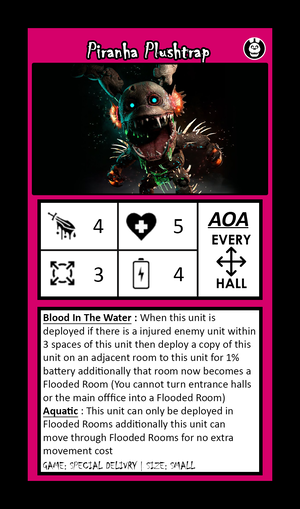 Piranha Plushtrap
4
5
AOA
EVERY
HALL
3
4
Blood In The Water : When this unit is
deployed if there is a injured enemy unit within
3 spaces of this unit then deploy a copy of this
unit on an adjacent room to this unit for 1%
battery additionally that room now becomes a
Flooded Room (You cannot turn entrance halls
or the main offfice into a Flooded Room)
Aquatic : This unit can only be deployed in
Flooded Rooms additionally this unit can
move through Flooded Rooms for no extra
movement cost
GAME: SPECIAL DELIVRY | SIZE: SMALL